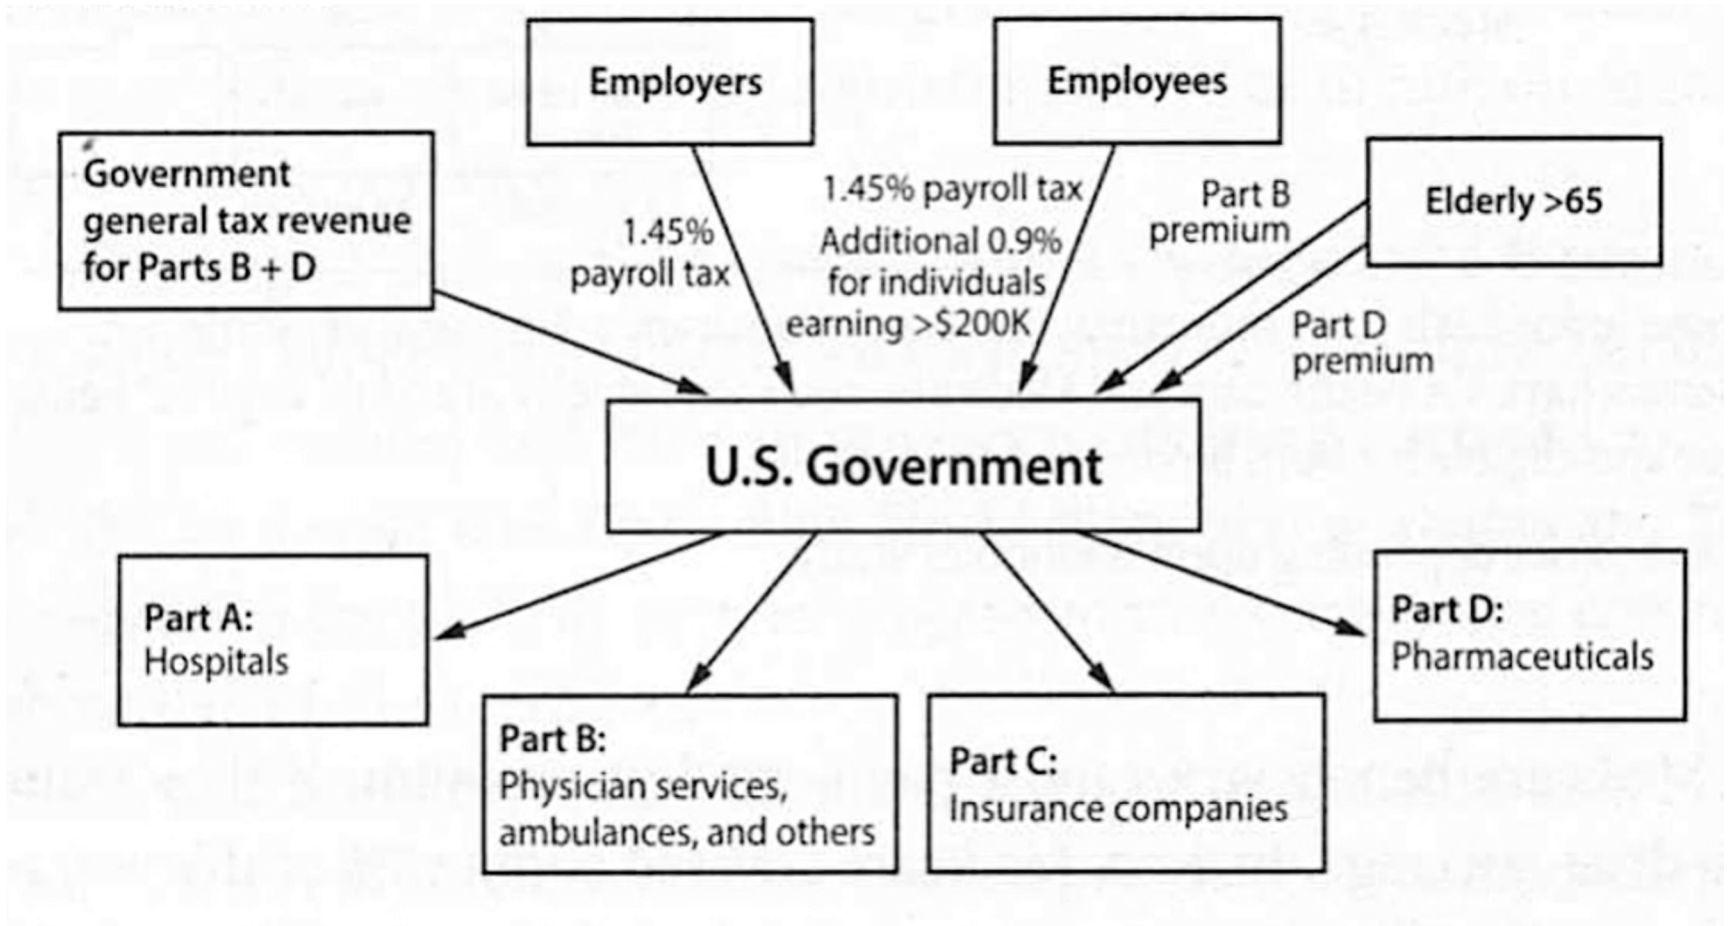 Employers
Employees
Government
general tax revenue
for Parts B + D
1.45%
payroll tax
1.45% payroll tax
Additional 0.9%
for individuals
earning >$200K
Part B
premium
Elderly >65
Part D
premium
U.S. Government
Part A:
Hospitals
Part B:
Physician services,
ambulances, and others
Part C:
Insurance companies
Part D:
Pharmaceuticals